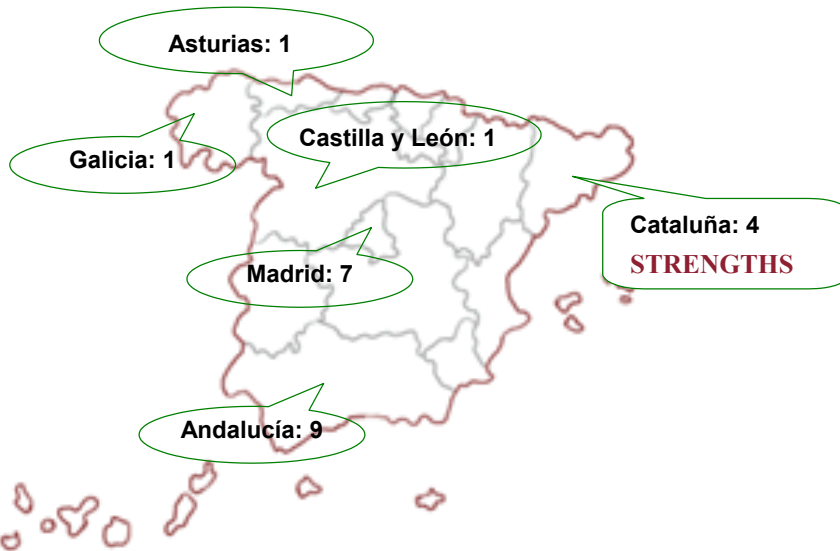 Asturias: 1
Castilla y León: 1
Galicia: 1
Cataluña: 4
STRENGTHS
Madrid: 7
Andalucía: 9